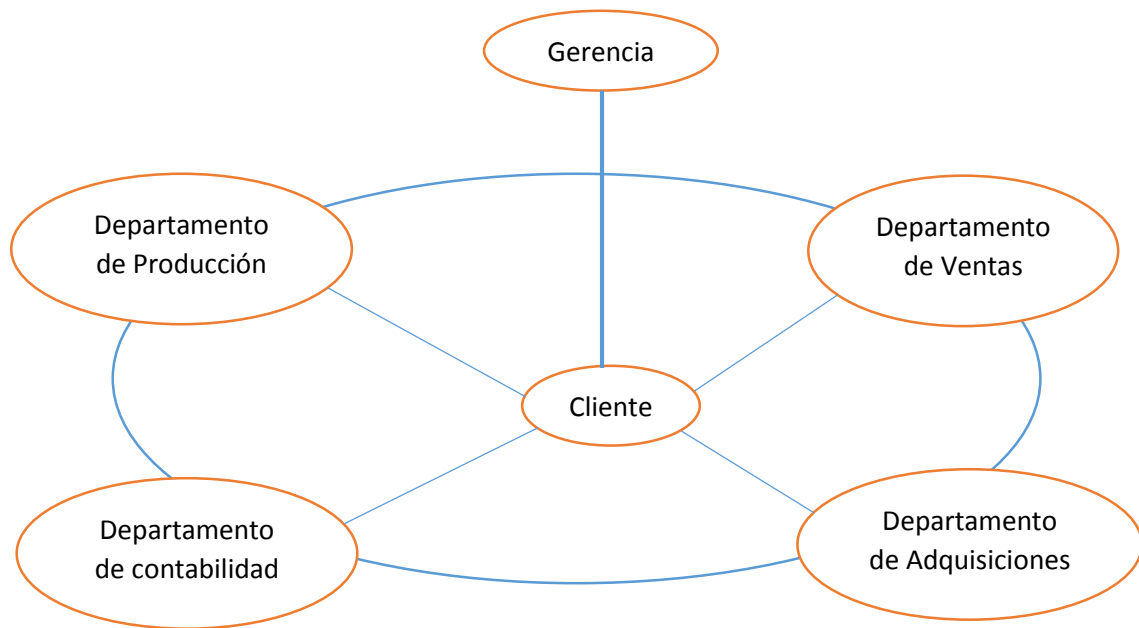 Gerencia
Departamento
de Producción
Departamento
de Ventas
Cliente
Departamento
de contabilidad
Departamento
de Adquisiciones